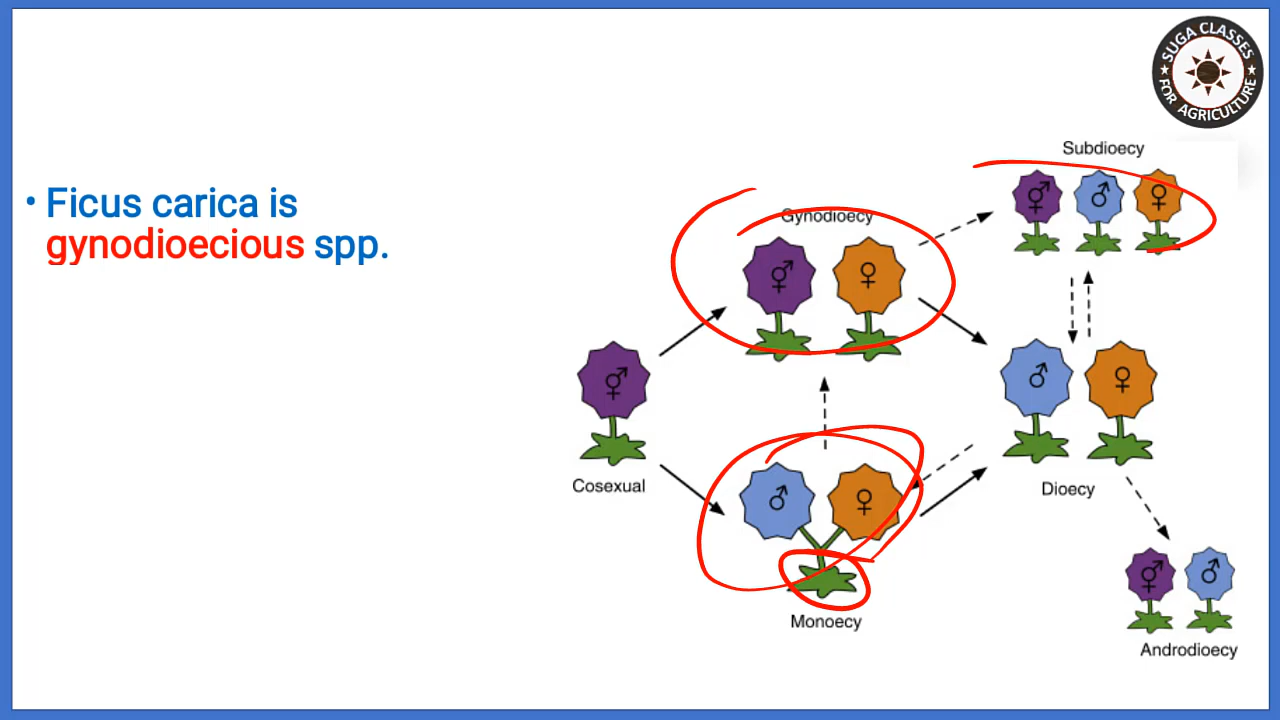 SUGA CLASSES
★ FOR AGRICULTURE ★
• Ficus carica is
gynodioecious spp.
Subdioecy
⚥ ♂ ♀
Gynodioecy
⚥ ♀
⚥
♂ ♀
Cosexual
Dioecy
♂ ♀
Monoecy
⚥ ♂
Androdioecy